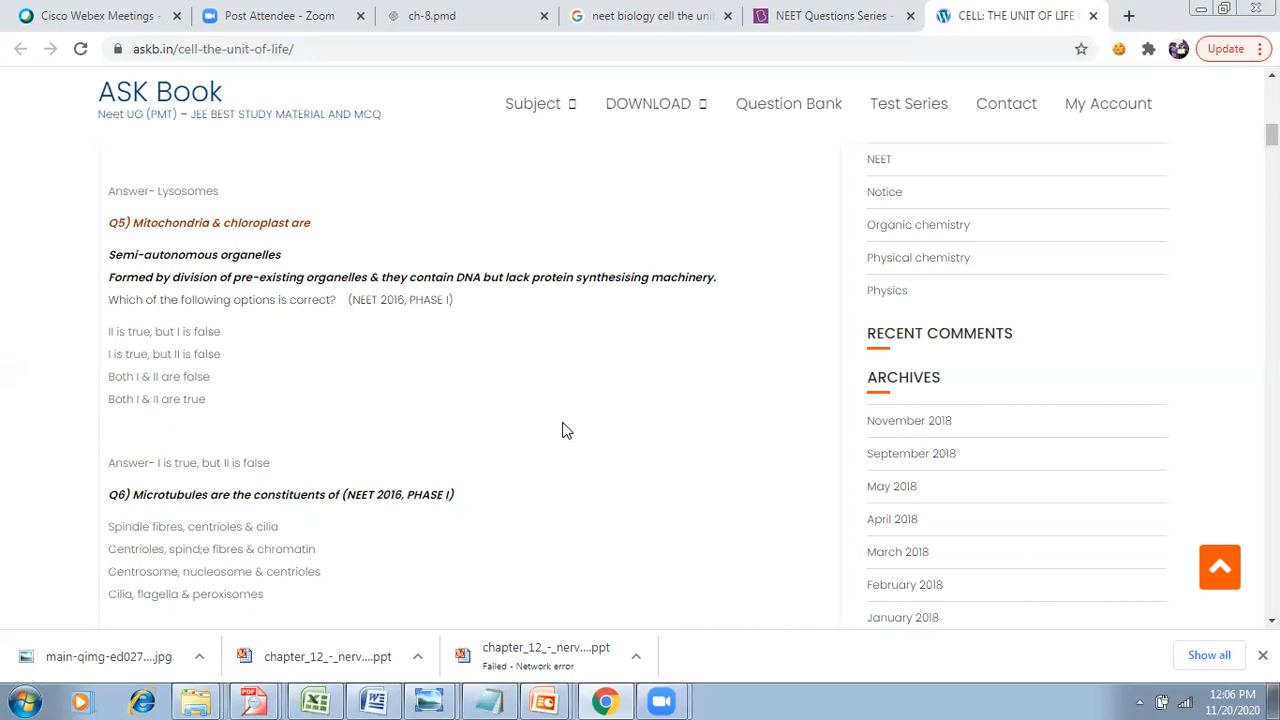 Cisco Webex Meetings -
Post Attendee - Zoom
ch-8.pmd
neet biology cell the uni
NEET Questions Series -
CELL: THE UNIT OF LIFE
askb.in/cell-the-unit-of-life/
Update
ASK Book
Neet UG (PMT) – JEE BEST STUDY MATERIAL AND MCQ
Subject
DOWNLOAD
Question Bank
Test Series
Contact
My Account
Answer- Lysosomes
Q5) Mitochondria & chloroplast are
Semi-autonomous organelles
Formed by division of pre-existing organelles & they contain DNA but lack protein synthesising machinery.
Which of the following options is correct? (NEET 2016, PHASE I)
II is true, but I is false
I is true, but II is false
Both I & II are false
Both I & II are true
Answer- I is true, but II is false
Q6) Microtubules are the constituents of (NEET 2016, PHASE I)
Spindle fibres, centrioles & cilia
Centrioles, spind;e fibres & chromatin
Centrosome, nucleosome & centrioles
Cilia, flagella & peroxisomes
NEET
Notice
Organic chemistry
Physical chemistry
Physics
RECENT COMMENTS
ARCHIVES
November 2018
September 2018
May 2018
April 2018
March 2018
February 2018
January 2018
main-qimg-ed027....jpg
chapter_12_-_nerv....ppt
chapter_12_-_nerv....ppt
Failed - Network error
Show all
12:06 PM
11/20/2020